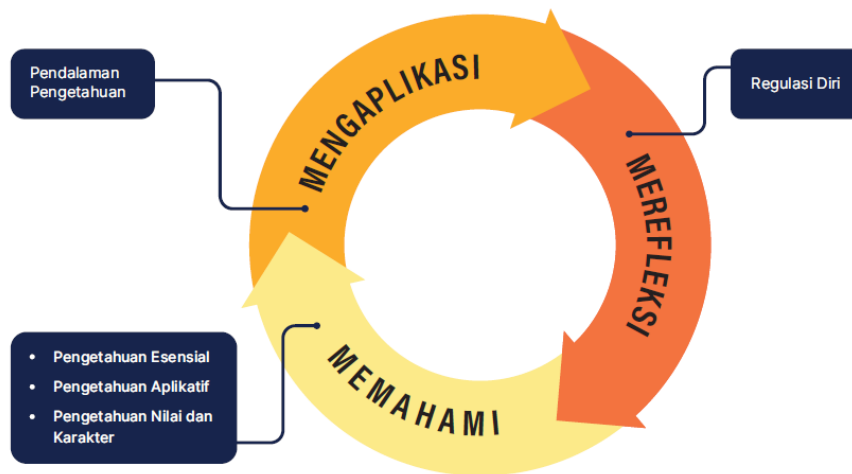 Pendalaman
Pengetahuan
MENGAPLIKASI
Regulasi Diri
MEREFLEKSI
MEMAHAMI
• Pengetahuan Esensial
• Pengetahuan Aplikatif
• Pengetahuan Nilai dan
Karakter